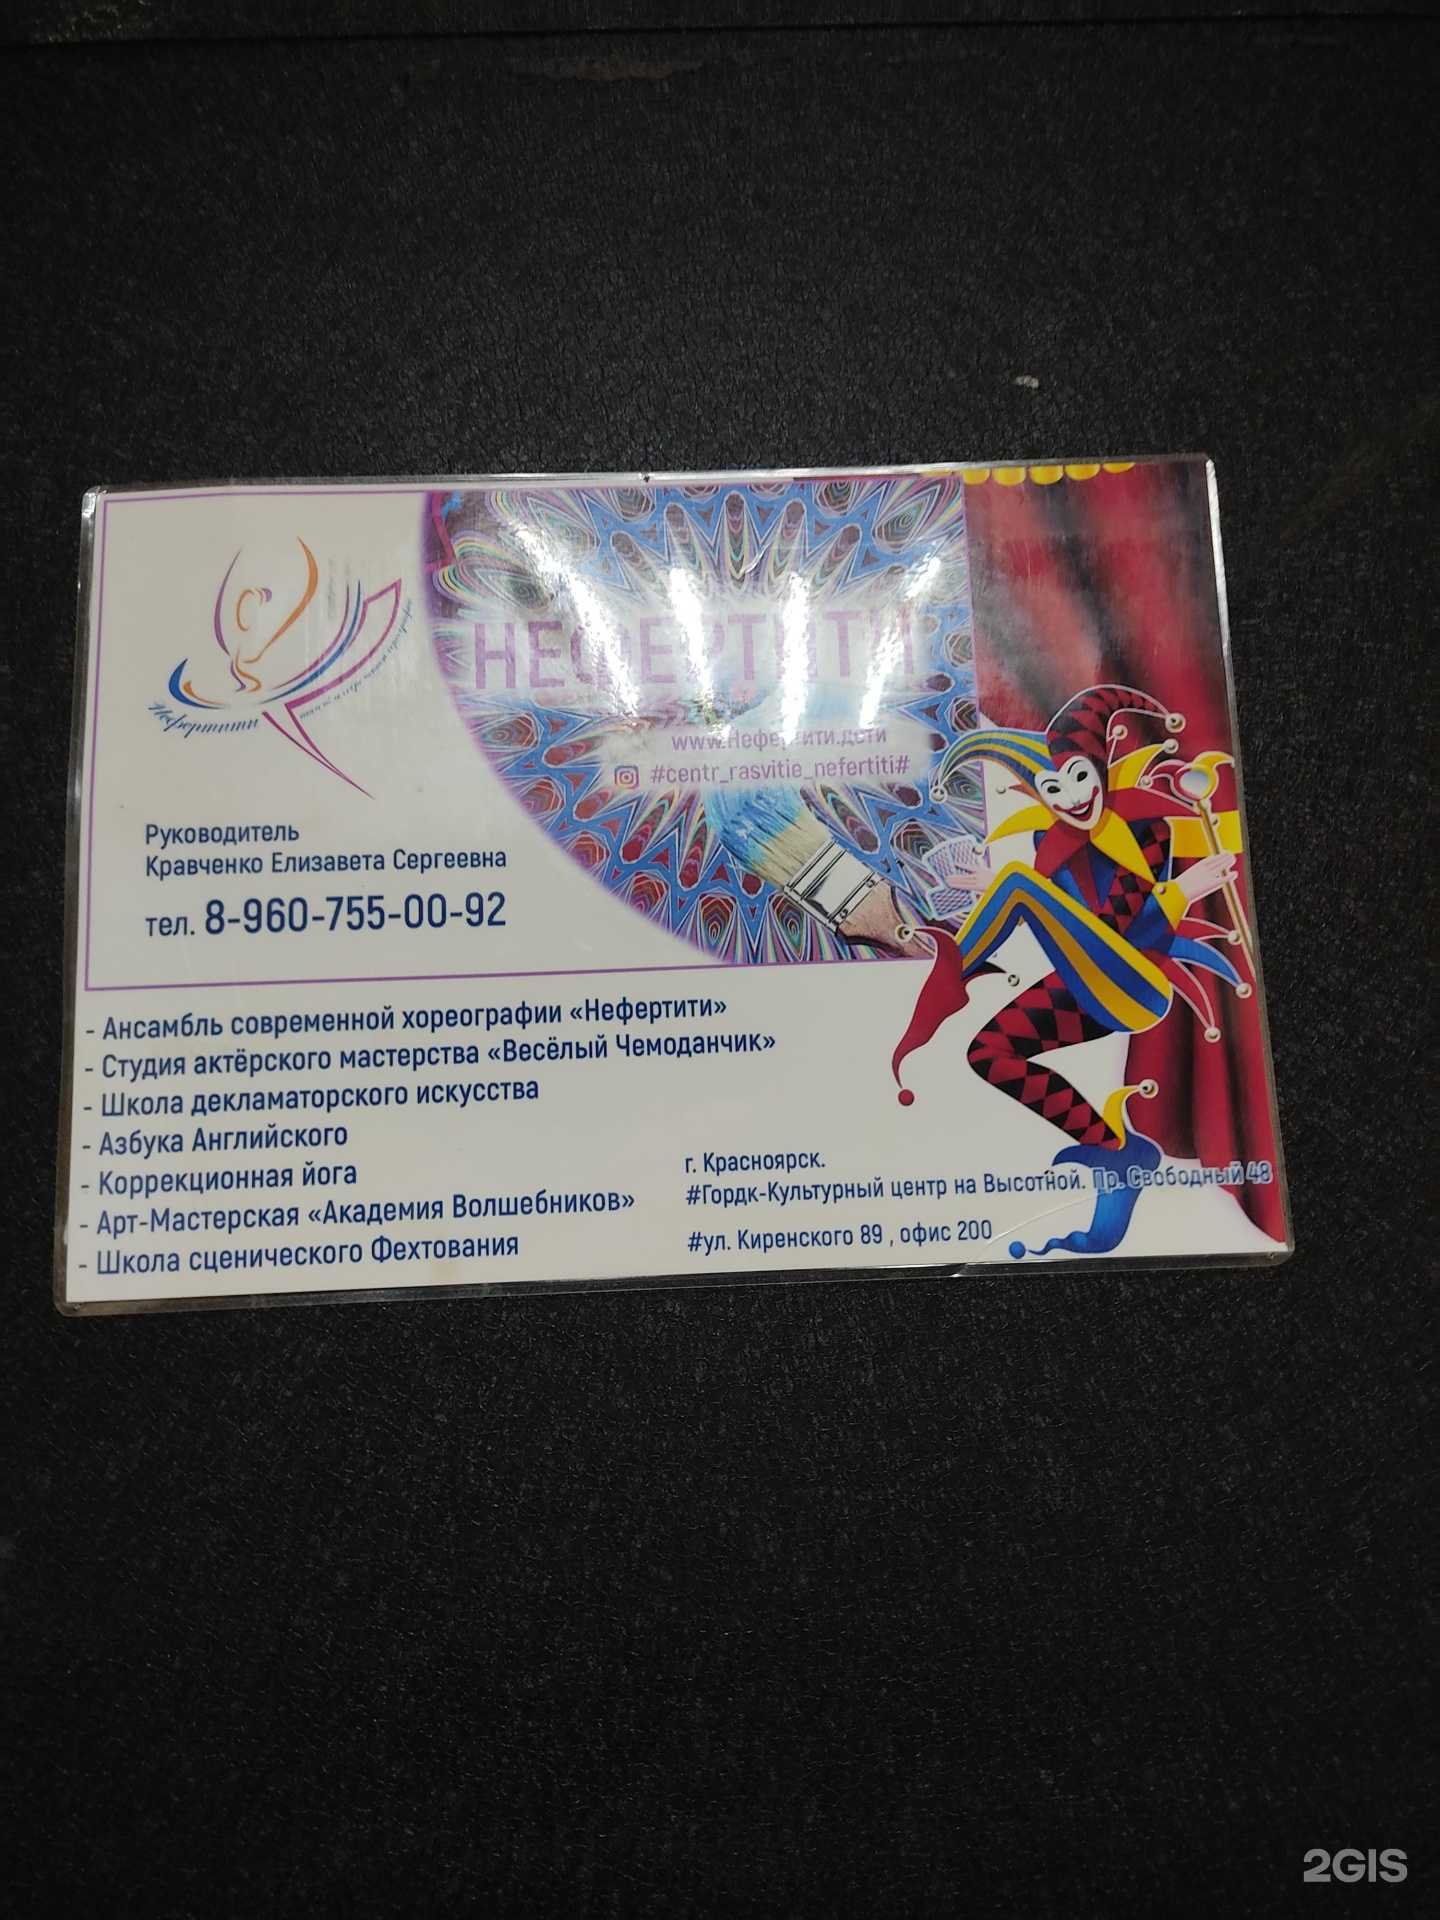 Нефертити
НЕФЕРТИТИ
www.Нефертити.дети
#centr_rasvitie_nefertiti#
Руководитель
Кравченко Елизавета Сергеевна
тел. 8-960-755-00-92
- Ансамбль современной хореографии «Нефертити»
- Студия актёрского мастерства «Весёлый Чемоданчик»
- Школа декламаторского искусства
- Азбука Английского
- Коррекционная йога
- Арт-Мастерская «Академия Волшебников»
- Школа сценического Фехтования
г. Красноярск.
#Гордк-Культурный центр на Высотной. Пр. Свободный 48
#ул. Киренского 89 , офис 200
2GIS